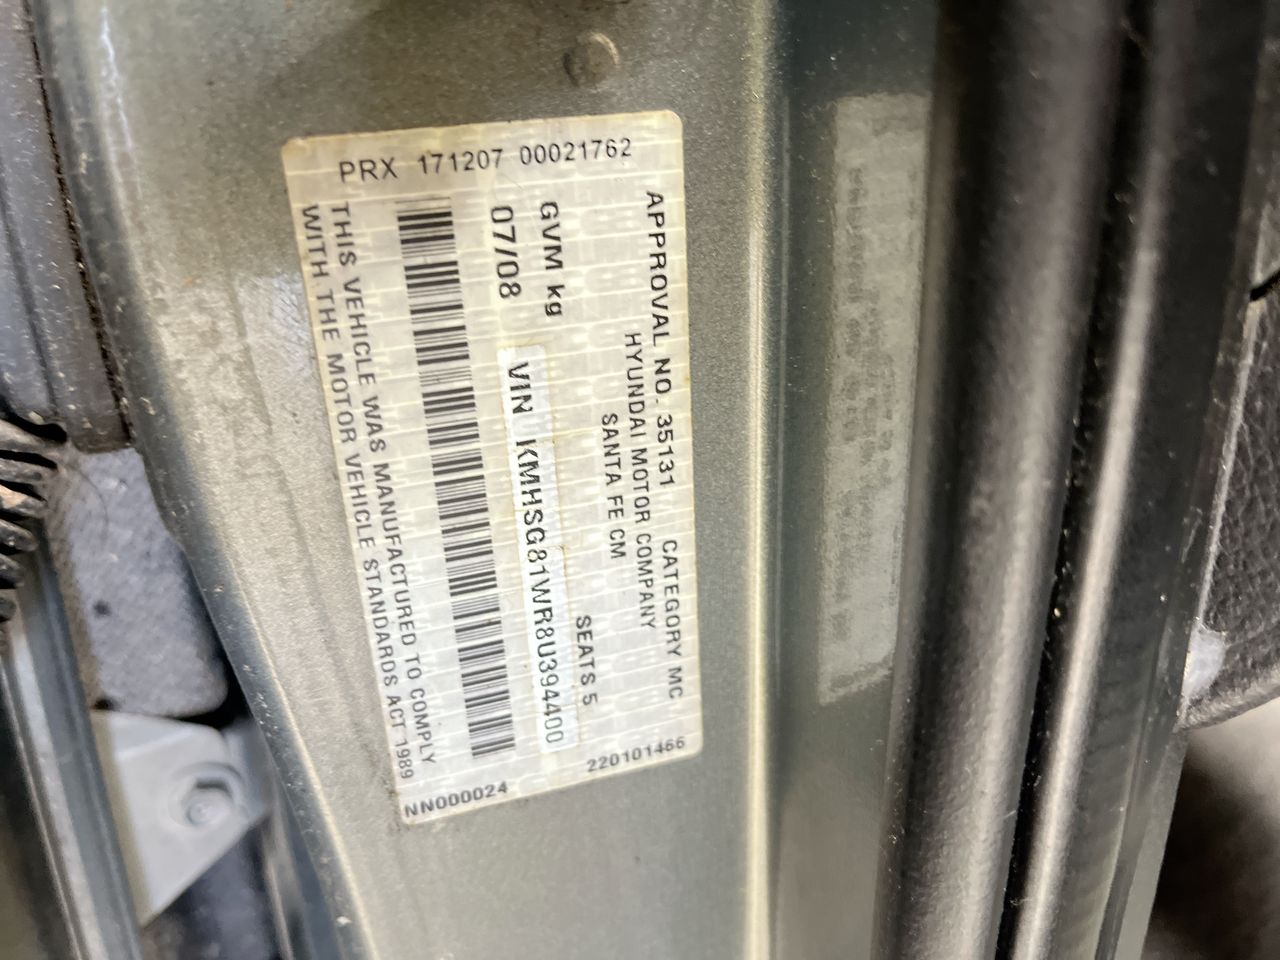 PRX 171207 00021762
APPROVAL NO. 35131 CATEGORY MC
HYUNDAI MOTOR COMPANY
SANTA FE CM
GVM kg SEATS 5
07/08 VIN KMHSG81WR8U394400
THIS VEHICLE WAS MANUFACTURED TO COMPLY
WITH THE MOTOR VEHICLE STANDARDS ACT 1989
NN000024 220101466